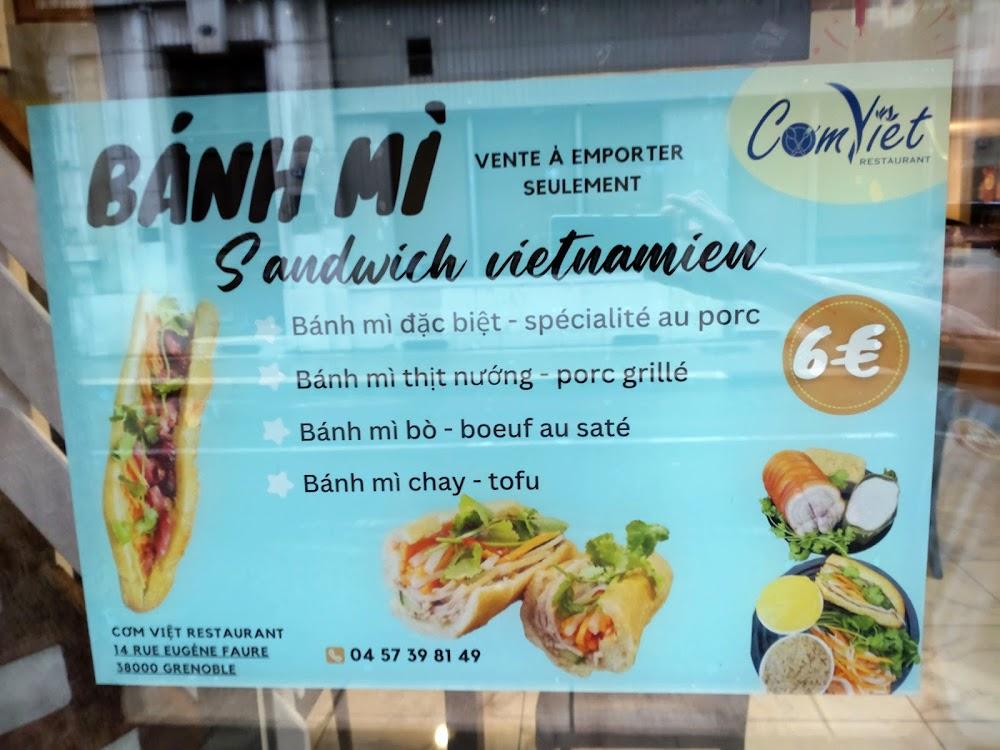 BÁNH MÌ
VENTE À EMPORTER
SEULEMENT
Cơm Việt
RESTAURANT
Sandwich vietnamien
Bánh mì đặc biệt - spécialité au porc
Bánh mì thịt nướng - porc grillé
Bánh mì bò - boeuf au saté
Bánh mì chay - tofu
6€
CƠM VIỆT RESTAURANT
14 RUE EUGÈNE FAURE
38000 GRENOBLE
04 57 39 81 49